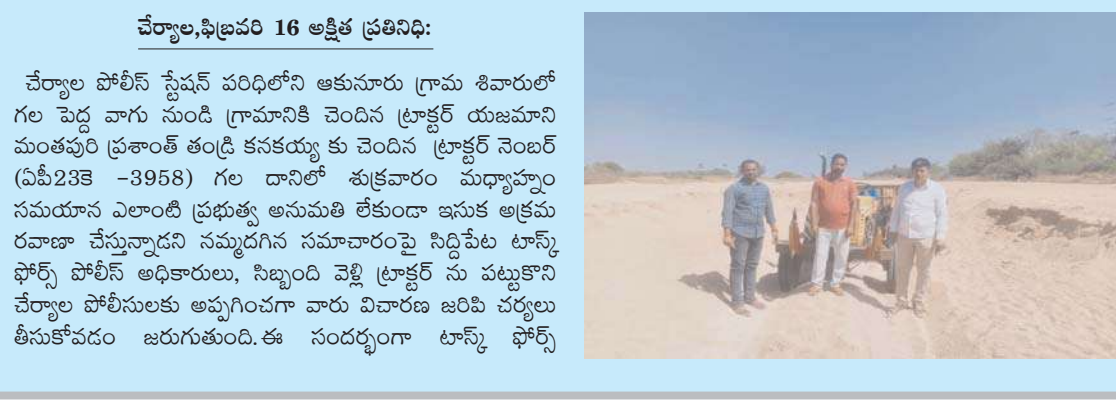 చేర్యాల,ఫిబ్రవరి 16 అక్షిత ప్రతినిధి:
చేర్యాల పోలీస్ స్టేషన్ పరిధిలోని ఆకునూరు గ్రామ శివారులో
గల పెద్ద వాగు నుండి గ్రామానికి చెందిన ట్రాక్టర్ యజమాని
మంతపురి ప్రశాంత్ తండ్రి కనకయ్య కు చెందిన ట్రాక్టర్ నెంబర్
(ఏపీ23కె -3958) గల దానిలో శుక్రవారం మధ్యాహ్నం
సమయాన ఎలాంటి ప్రభుత్వ అనుమతి లేకుండా ఇసుక అక్రమ
రవాణా చేస్తున్నాడని నమ్మదగిన సమాచారంపై సిద్దిపేట టాస్క్
ఫోర్స్ పోలీస్ అధికారులు, సిబ్బంది వెళ్లి ట్రాక్టర్ ను పట్టుకొని
చేర్యాల పోలీసులకు అప్పగించగా వారు విచారణ జరిపి చర్యలు
తీసుకోవడం జరుగుతుంది.ఈ సందర్భంగా టాస్క్ ఫోర్స్